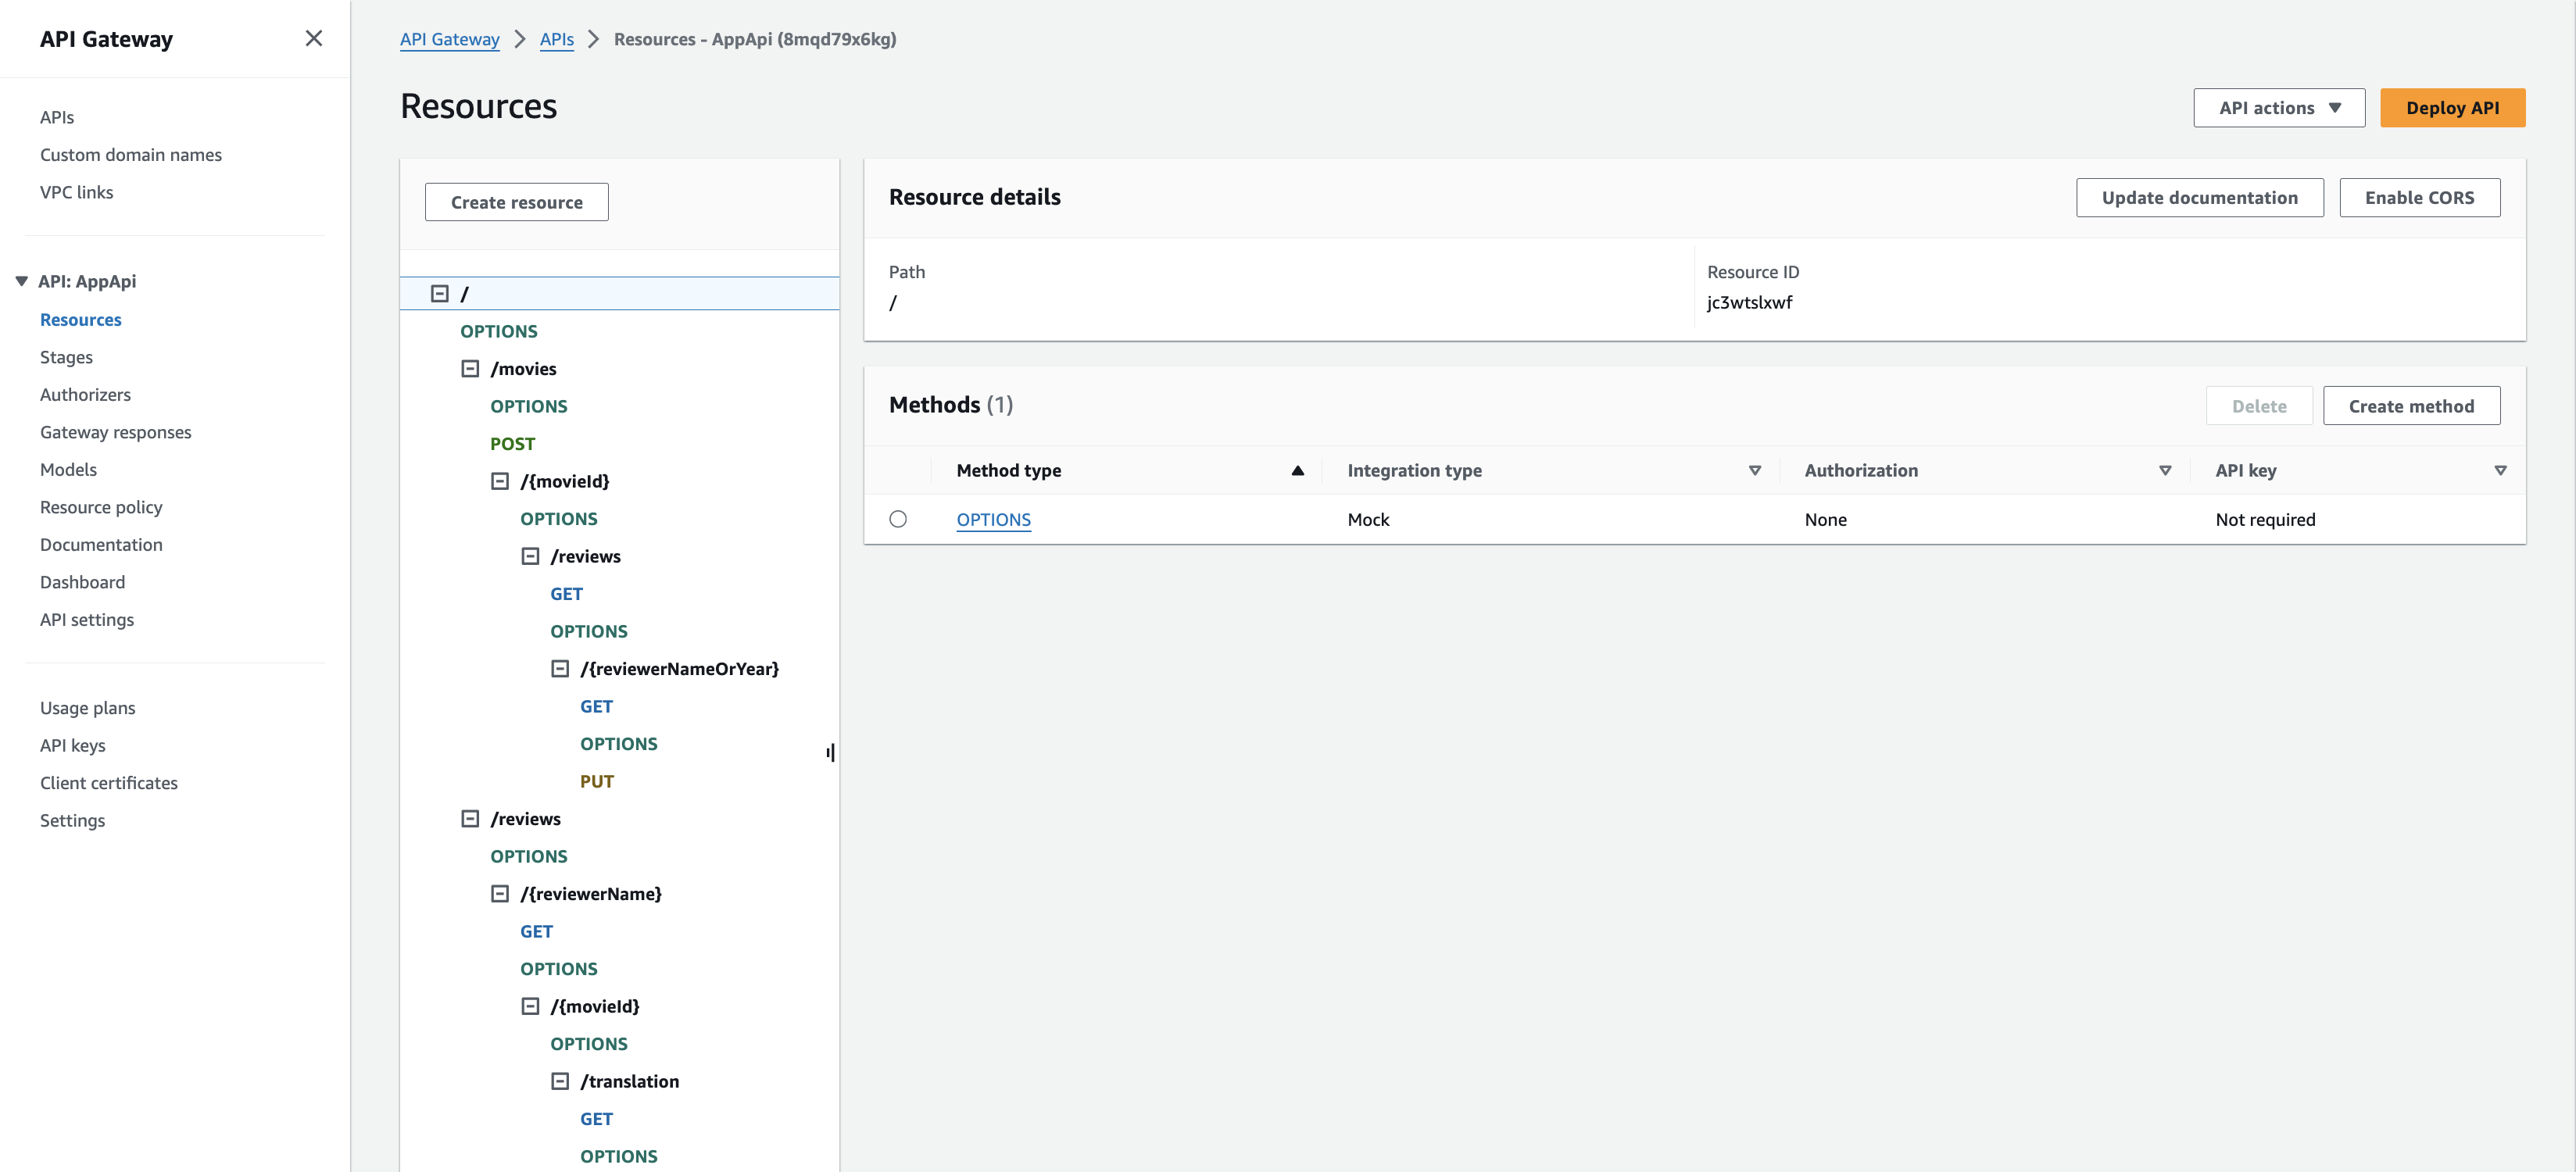 API Gateway
APIs
Custom domain names
VPC links
API: AppApi
Resources
Stages
Authorizers
Gateway responses
Models
Resource policy
Documentation
Dashboard
API settings
Usage plans
API keys
Client certificates
Settings
API Gateway > APIs > Resources - AppApi (8mqd79x6kg)
Resources
API actions
Deploy API
Create resource
/
OPTIONS
/movies
OPTIONS
POST
/{movieId}
OPTIONS
/reviews
GET
OPTIONS
/{reviewerNameOrYear}
GET
OPTIONS
PUT
/reviews
OPTIONS
/{reviewerName}
GET
OPTIONS
/{movieId}
OPTIONS
/translation
GET
OPTIONS
Resource details
Update documentation
Enable CORS
Path
/
Resource ID
jc3wtslxwf
Methods (1)
Delete
Create method
Method type Integration type Authorization API key
OPTIONS Mock None Not required